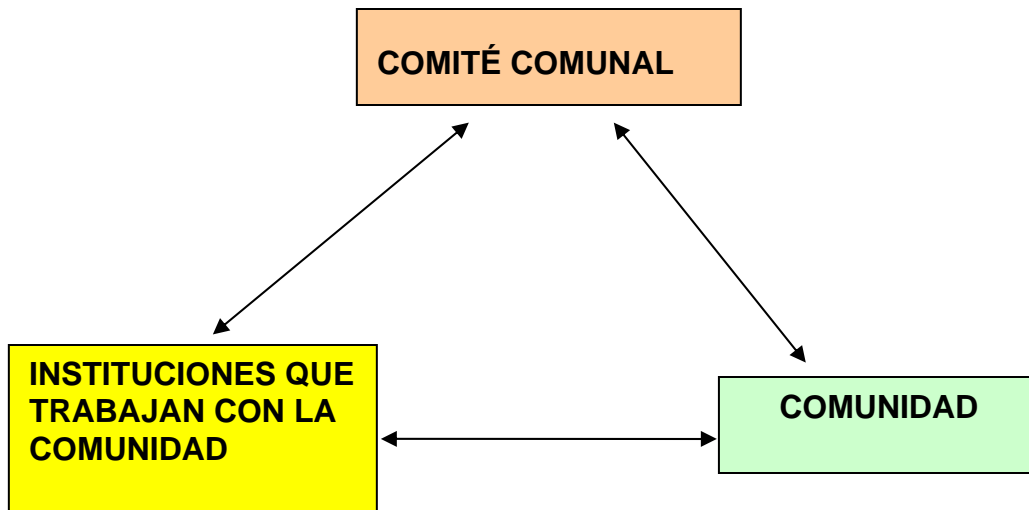 COMITÉ COMUNAL
INSTITUCIONES QUE
TRABAJAN CON LA
COMUNIDAD
COMUNIDAD